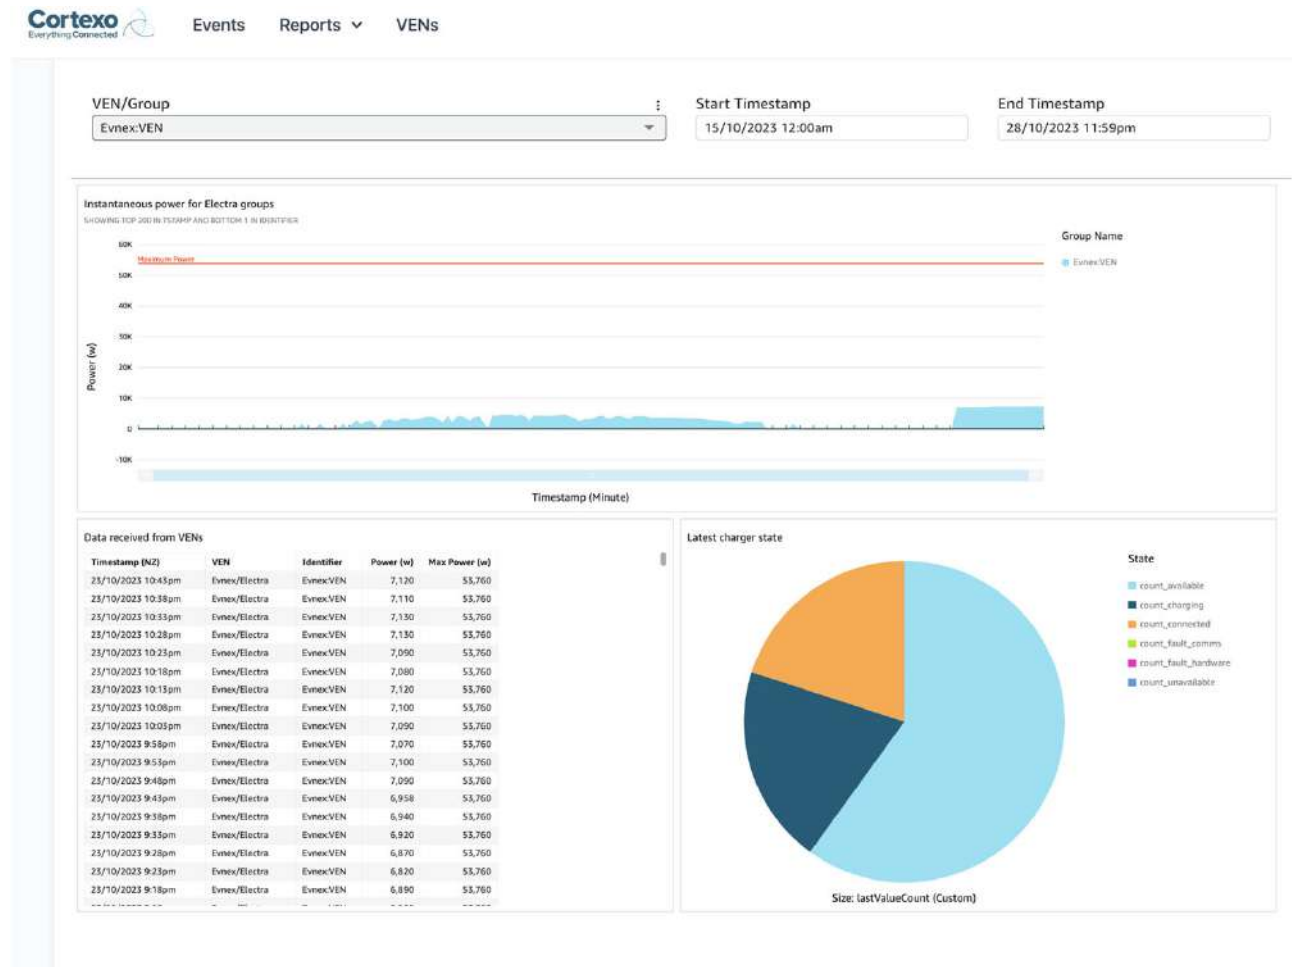 Cortexo
Everything Connected
Events Reports VENs
VEN/Group Start Timestamp End Timestamp
Evnex:VEN 15/10/2023 12:00am 28/10/2023 11:59pm
Instantaneous power for Electra groups
SHOWING TOP 200 IN TSTAMP AND BOTTOM 1 IN IDENTIFIER
Group Name
Evnex:VEN
60K
Maximum Power
50K
40K
30K
20K
10K
0
-10K
Power (w)
Timestamp (Minute)
Data received from VENs
Timestamp (NZ) VEN Identifier Power (w) Max Power (w)
23/10/2023 10:43pm Evnex/Electra Evnex:VEN 7,120 53,760
23/10/2023 10:38pm Evnex/Electra Evnex:VEN 7,110 53,760
23/10/2023 10:33pm Evnex/Electra Evnex:VEN 7,130 53,760
23/10/2023 10:28pm Evnex/Electra Evnex:VEN 7,130 53,760
23/10/2023 10:23pm Evnex/Electra Evnex:VEN 7,090 53,760
23/10/2023 10:18pm Evnex/Electra Evnex:VEN 7,080 53,760
23/10/2023 10:13pm Evnex/Electra Evnex:VEN 7,120 53,760
23/10/2023 10:08pm Evnex/Electra Evnex:VEN 7,100 53,760
23/10/2023 10:03pm Evnex/Electra Evnex:VEN 7,090 53,760
23/10/2023 9:58pm Evnex/Electra Evnex:VEN 7,070 53,760
23/10/2023 9:53pm Evnex/Electra Evnex:VEN 7,100 53,760
23/10/2023 9:48pm Evnex/Electra Evnex:VEN 7,090 53,760
23/10/2023 9:43pm Evnex/Electra Evnex:VEN 6,958 53,760
23/10/2023 9:38pm Evnex/Electra Evnex:VEN 6,940 53,760
23/10/2023 9:33pm Evnex/Electra Evnex:VEN 6,920 53,760
23/10/2023 9:28pm Evnex/Electra Evnex:VEN 6,870 53,760
23/10/2023 9:23pm Evnex/Electra Evnex:VEN 6,820 53,760
23/10/2023 9:18pm Evnex/Electra Evnex:VEN 6,890 53,760
Latest charger state
State
count_available
count_charging
count_connected
count_fault_comms
count_fault_hardware
count_unavailable
Size: lastValueCount (Custom)